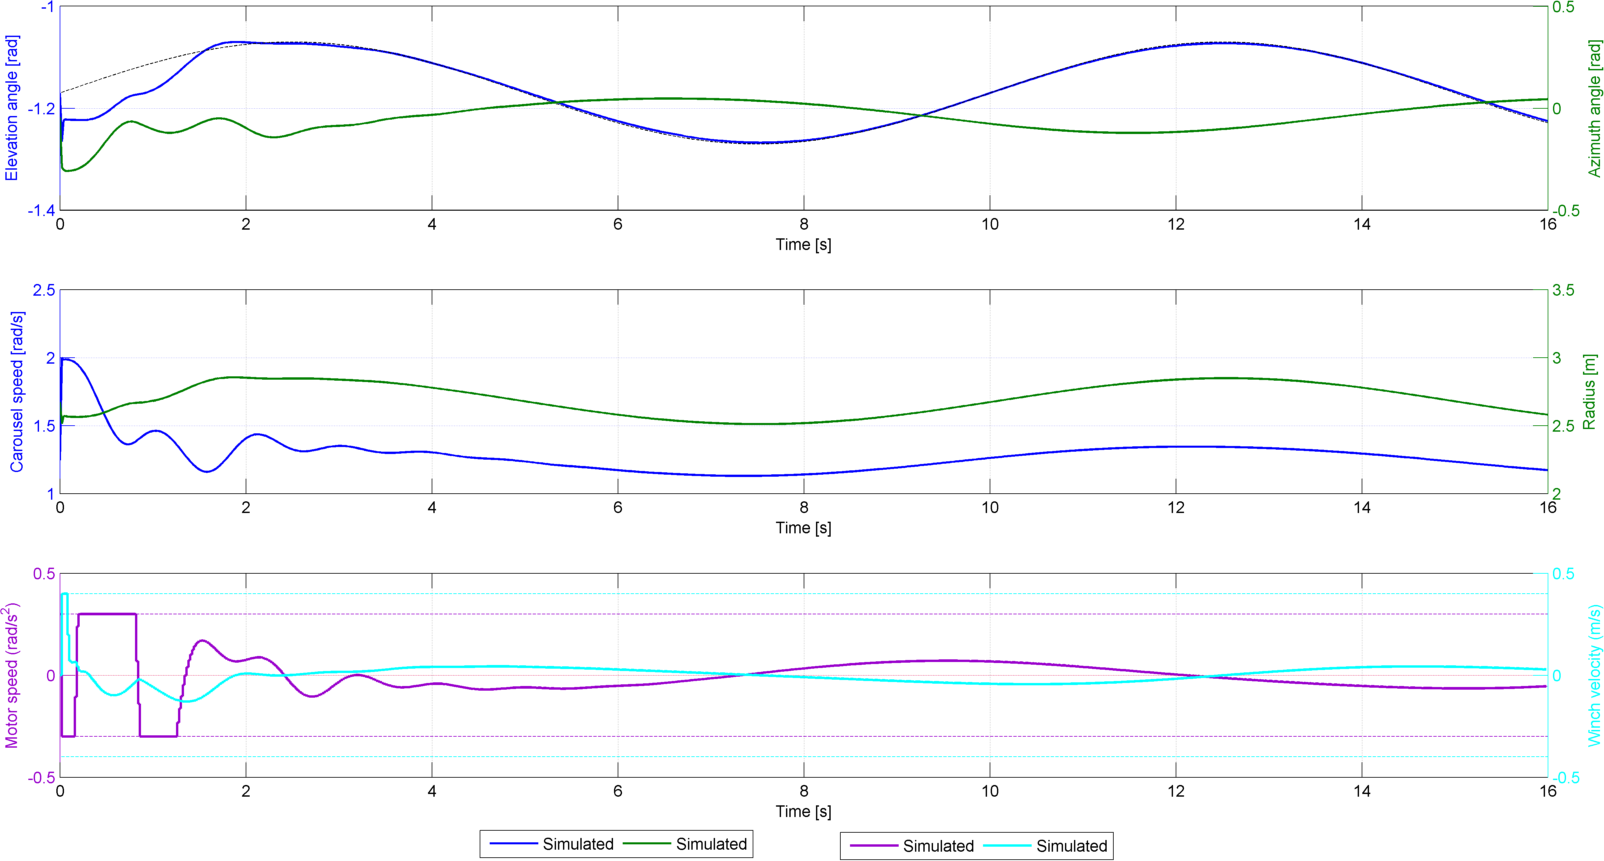 -1
-1.2
-1.4
Elevation angle [rad]
0.5
0
-0.5
Azimuth angle [rad]
0 2 4 6 8 10 12 14 16
Time [s]
2.5
2
1.5
1
Carousel speed [rad/s]
3.5
3
2.5
2
Radius [m]
0 2 4 6 8 10 12 14 16
Time [s]
0.5
0
-0.5
Motor speed (rad/s²)
0.5
0
-0.5
Winch velocity (m/s)
0 2 4 6 8 10 12 14 16
Time [s]
Simulated Simulated Simulated Simulated